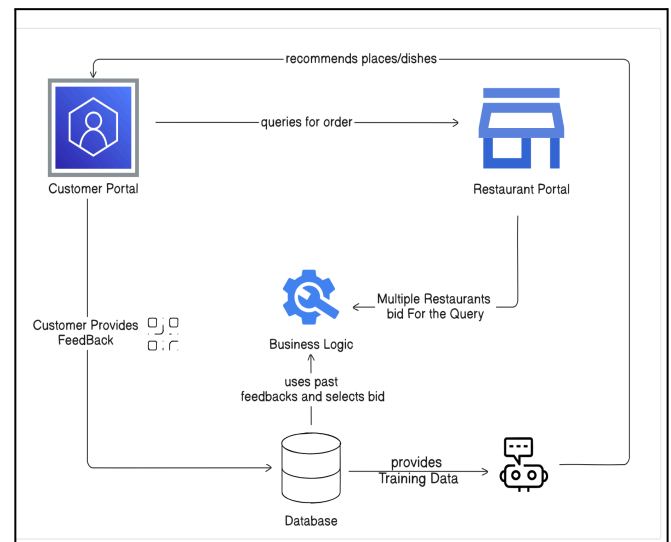 recommends places/dishes
queries for order
Customer Portal
Restaurant Portal
Multiple Restaurants
bid For the Query
Customer Provides
FeedBack
Business Logic
uses past
feedbacks and selects bid
provides
Training Data
Database